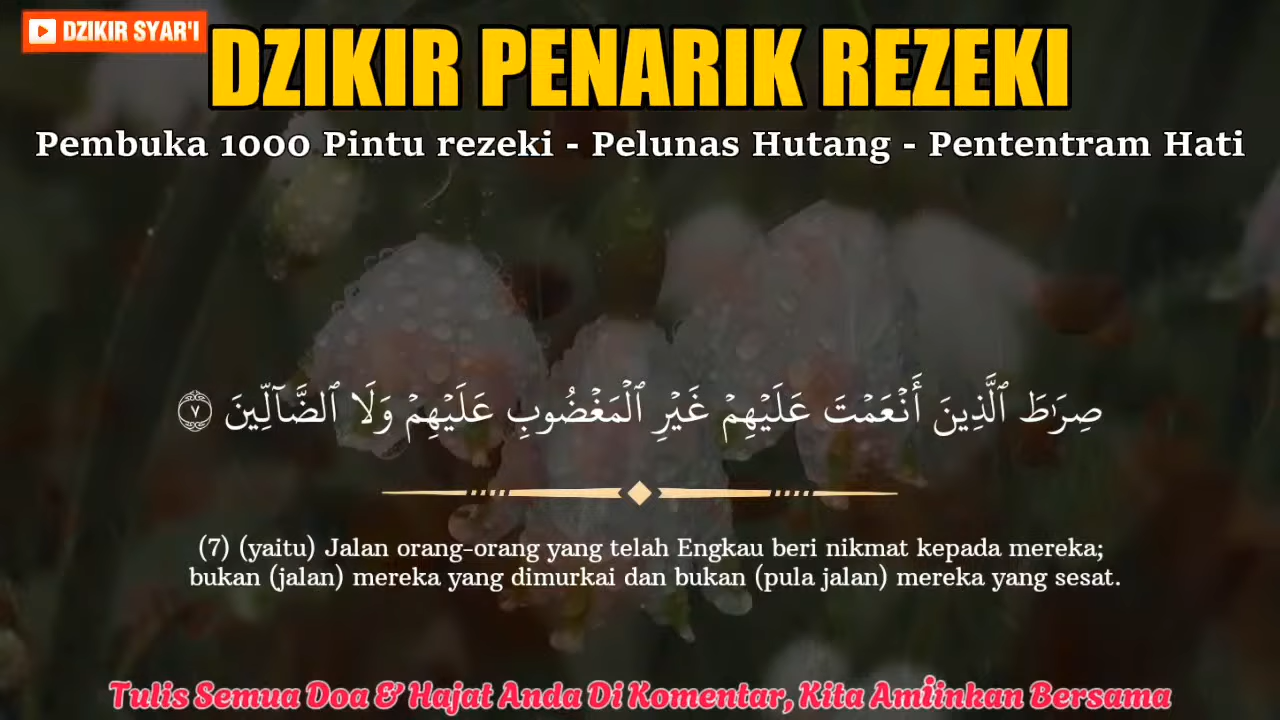 DZIKIR SYAR'I
DZIKIR PENARIK REZEKI
Pembuka 1000 Pintu rezeki - Pelunas Hutang - Pententram Hati
صِرَٰطَ ٱلَّذِينَ أَنْعَمْتَ عَلَيْهِمْ غَيْرِ ٱلْمَغْضُوبِ عَلَيْهِمْ وَلَا ٱلضَّآلِّينَ ٧
(7) (yaitu) Jalan orang-orang yang telah Engkau beri nikmat kepada mereka;
bukan (jalan) mereka yang dimurkai dan bukan (pula jalan) mereka yang sesat.
Tulis Semua Doa & Hajat Anda Di Komentar, Kita Amiinkan Bersama